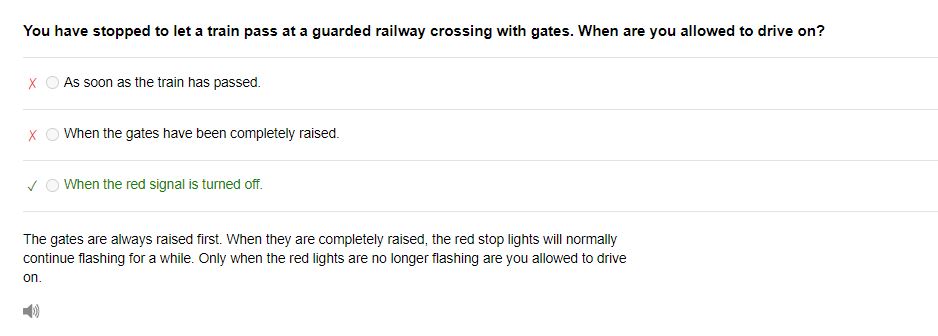 You have stopped to let a train pass at a guarded railway crossing with gates. When are you allowed to drive on?
X As soon as the train has passed.
X When the gates have been completely raised.
✓ When the red signal is turned off.
The gates are always raised first. When they are completely raised, the red stop lights will normally
continue flashing for a while. Only when the red lights are no longer flashing are you allowed to drive
on.